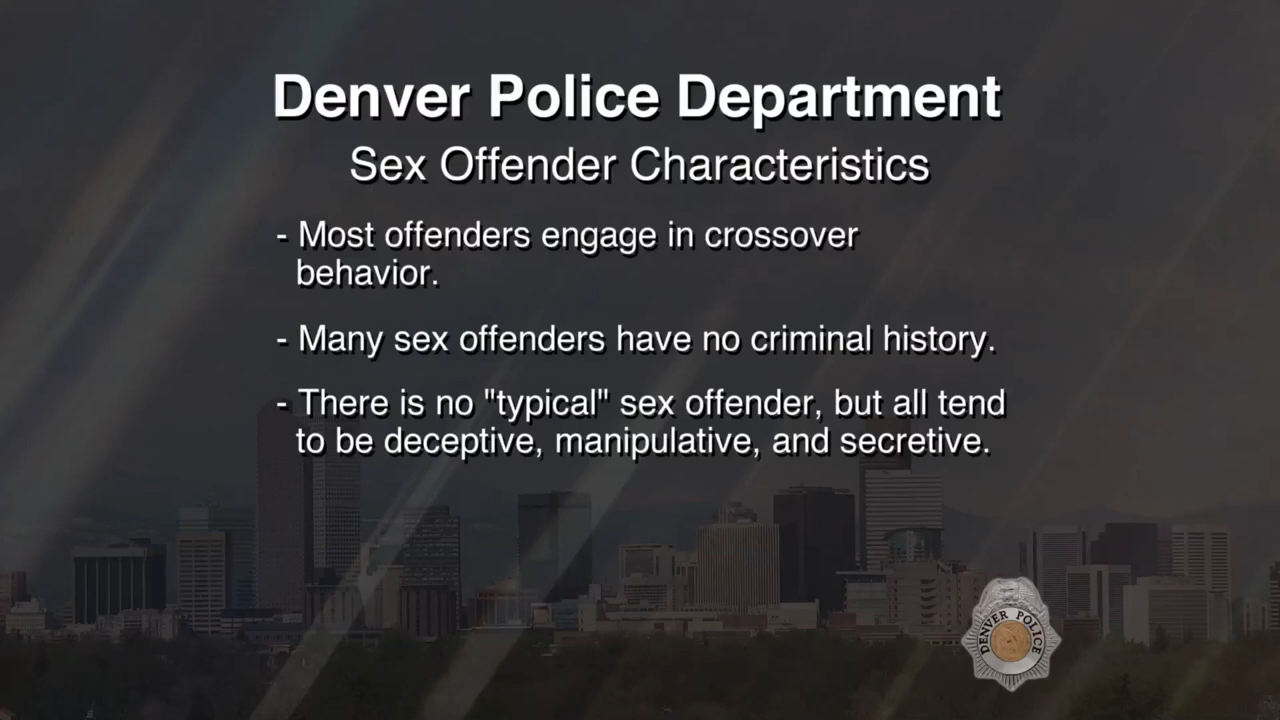 Denver Police Department
Sex Offender Characteristics
- Most offenders engage in crossover
behavior.
- Many sex offenders have no criminal history.
- There is no "typical" sex offender, but all tend
to be deceptive, manipulative, and secretive.
DENVER POLICE